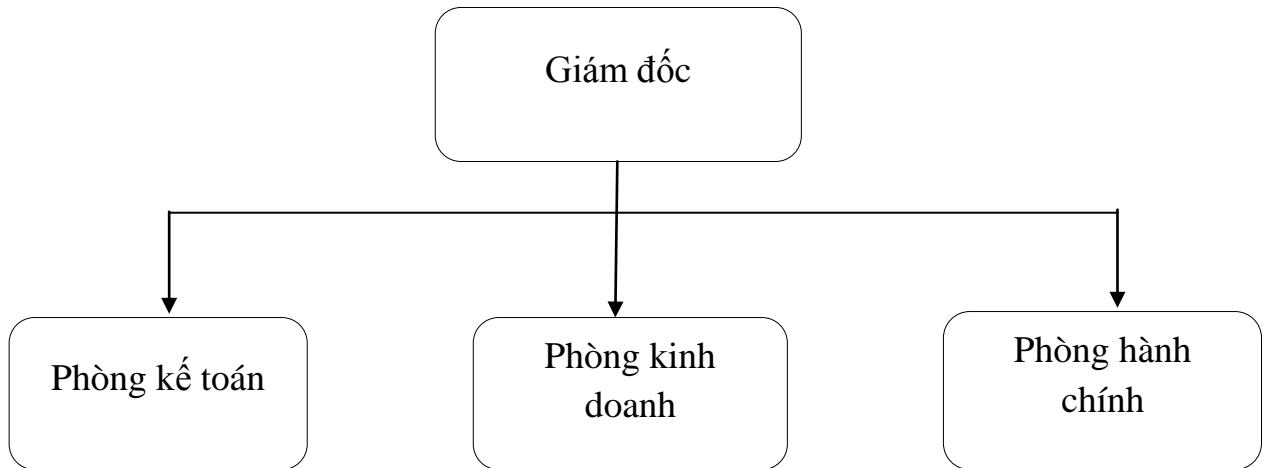 Giám đốc
Phòng kế toán
Phòng kinh
doanh
Phòng hành
chính